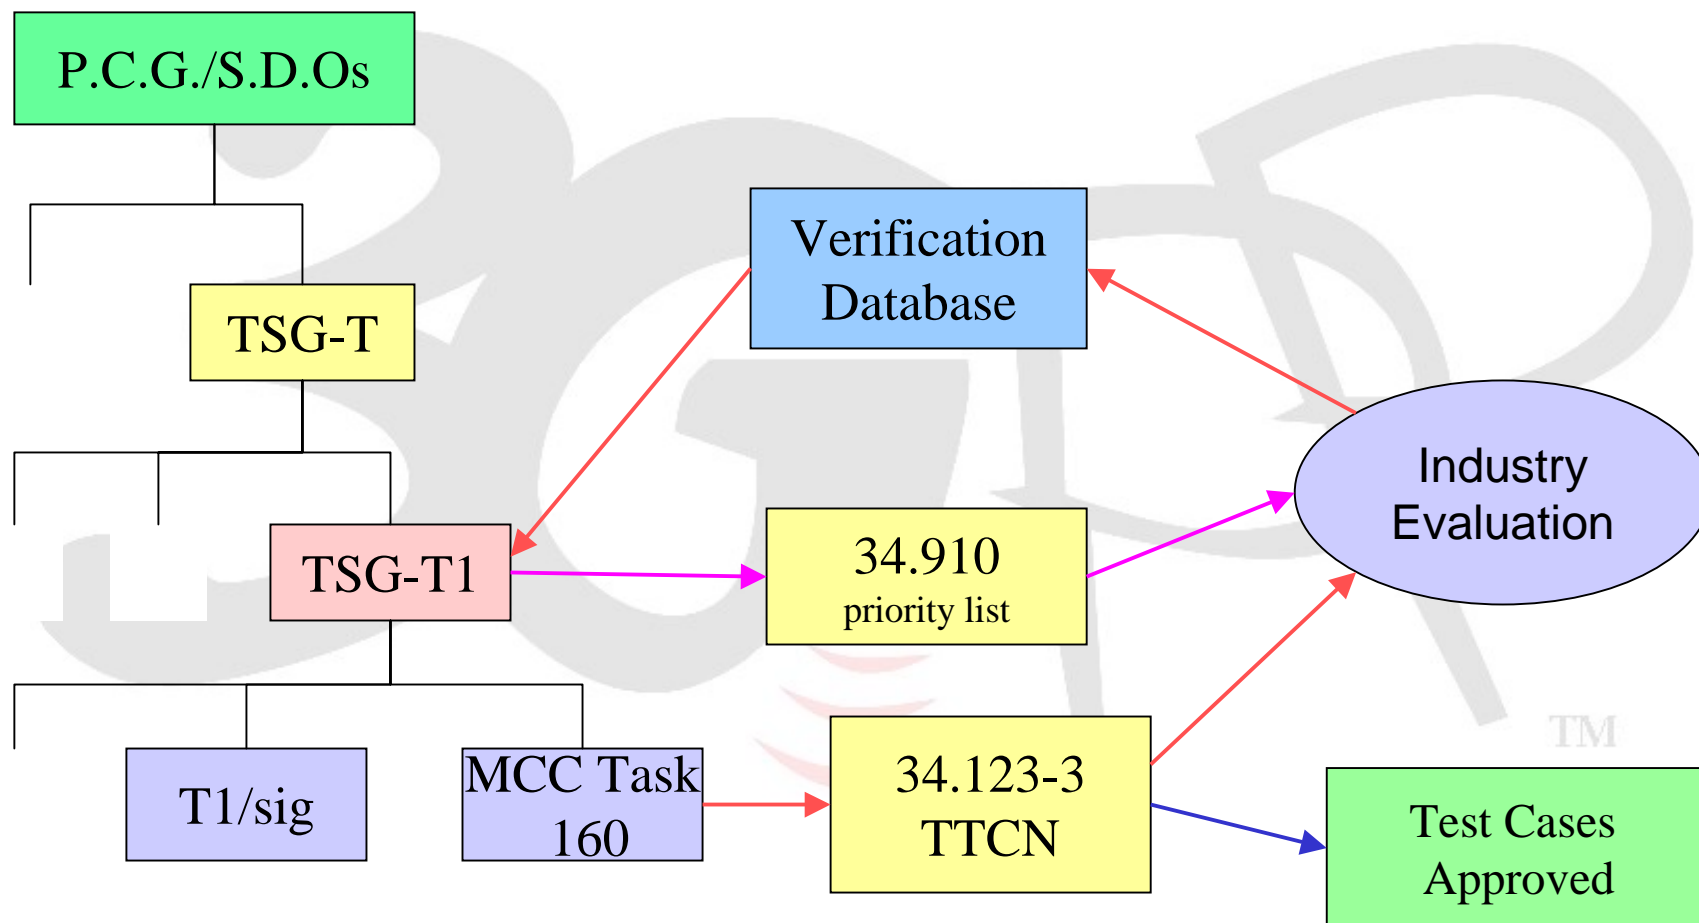 P.C.G./S.D.Os
Verification
Database
TSG-T
Industry
Evaluation
TSG-T1
34.910
priority list
TM
T1/sig
MCC Task
160
34.123-3
TTCN
Test Cases
Approved